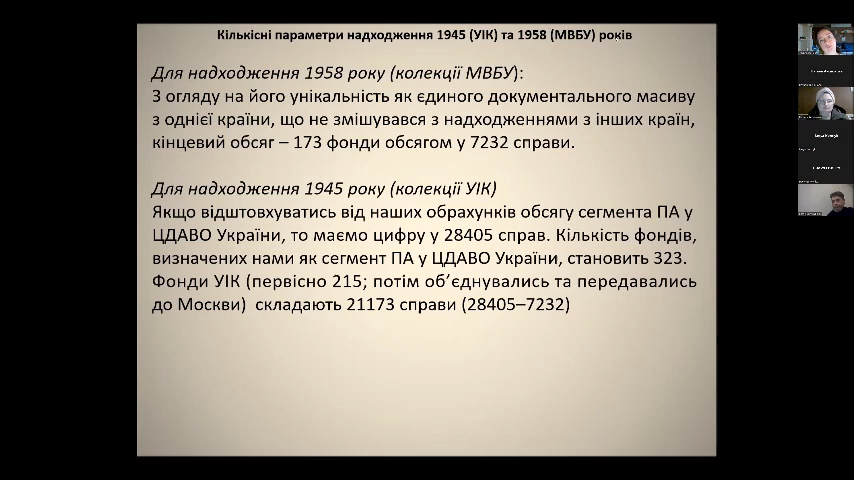 Кількісні параметри надходження 1945 (УІК) та 1958 (МВБУ) років
Для надходження 1958 року (колекції МВБУ):
З огляду на його унікальність як єдиного документального масиву
з однієї країни, що не змішувався з надходженнями з інших країн,
кінцевий обсяг – 173 фонди обсягом у 7232 справи.
Для надходження 1945 року (колекції УІК)
Якщо відштовхуватись від наших обрахунків обсягу сегмента ПА у
ЦДАВО України, то маємо цифру у 28405 справ. Кількість фондів,
визначених нами як сегмент ПА у ЦДАВО України, становить 323.
Фонди УІК (первісно 215; потім об’єднувались та передавались
до Москви) складають 21173 справи (28405–7232)